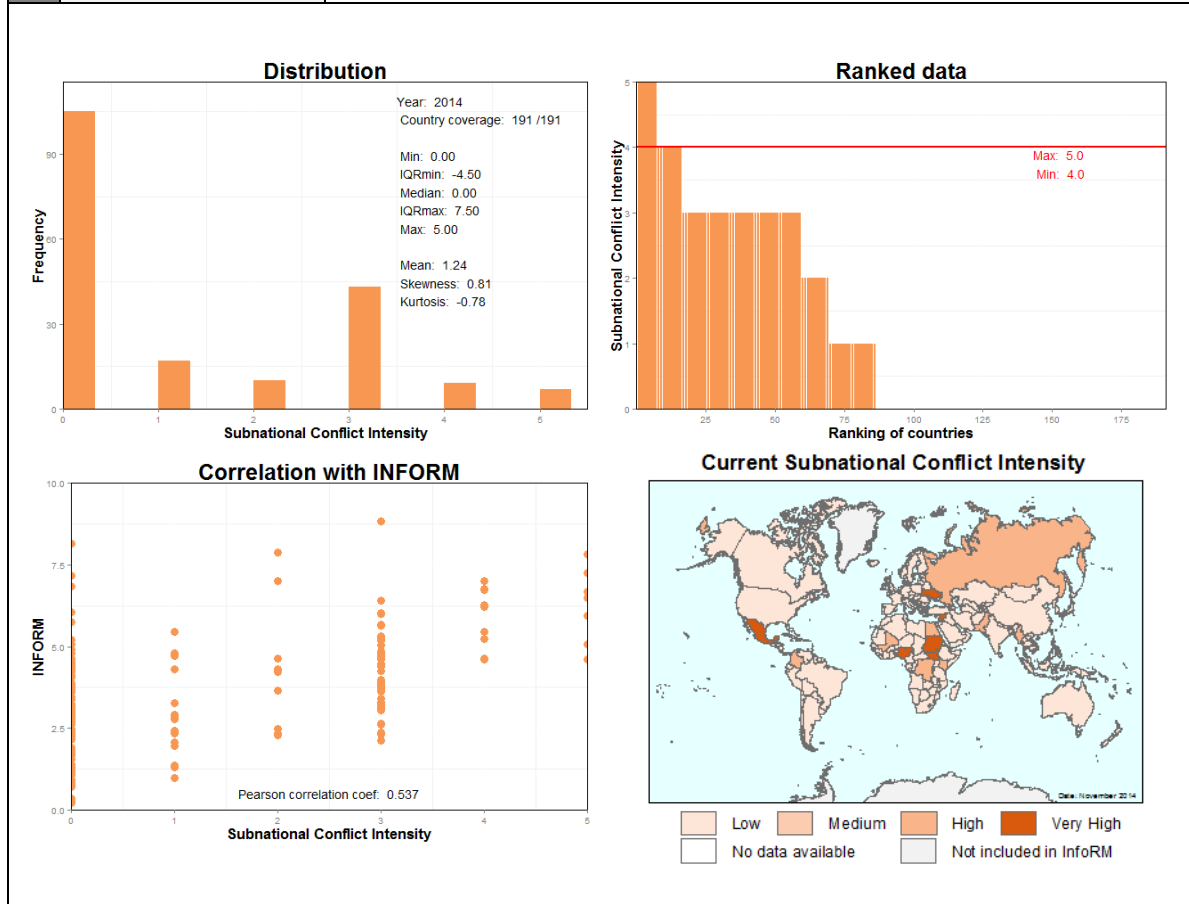 Distribution
Year: 2014
Country coverage: 191 /191
Min: 0.00
IQRmin: -4.50
Median: 0.00
IQRmax: 7.50
Max: 5.00
Mean: 1.24
Skewness: 0.81
Kurtosis: -0.78
Frequency
90
60
30
0
0 1 2 3 4 5
Subnational Conflict Intensity
Ranked data
Subnational Conflict Intensity
5
4
3
2
1
0
Max: 5.0
Min: 4.0
25 50 75 100 125 150 175
Ranking of countries
Correlation with INFORM
INFORM
10.0
7.5
5.0
2.5
0.0
Pearson correlation coef: 0.537
0 1 2 3 4 5
Subnational Conflict Intensity
Current Subnational Conflict Intensity
Date: November 2014
Low Medium High Very High
No data available Not included in InfoRM